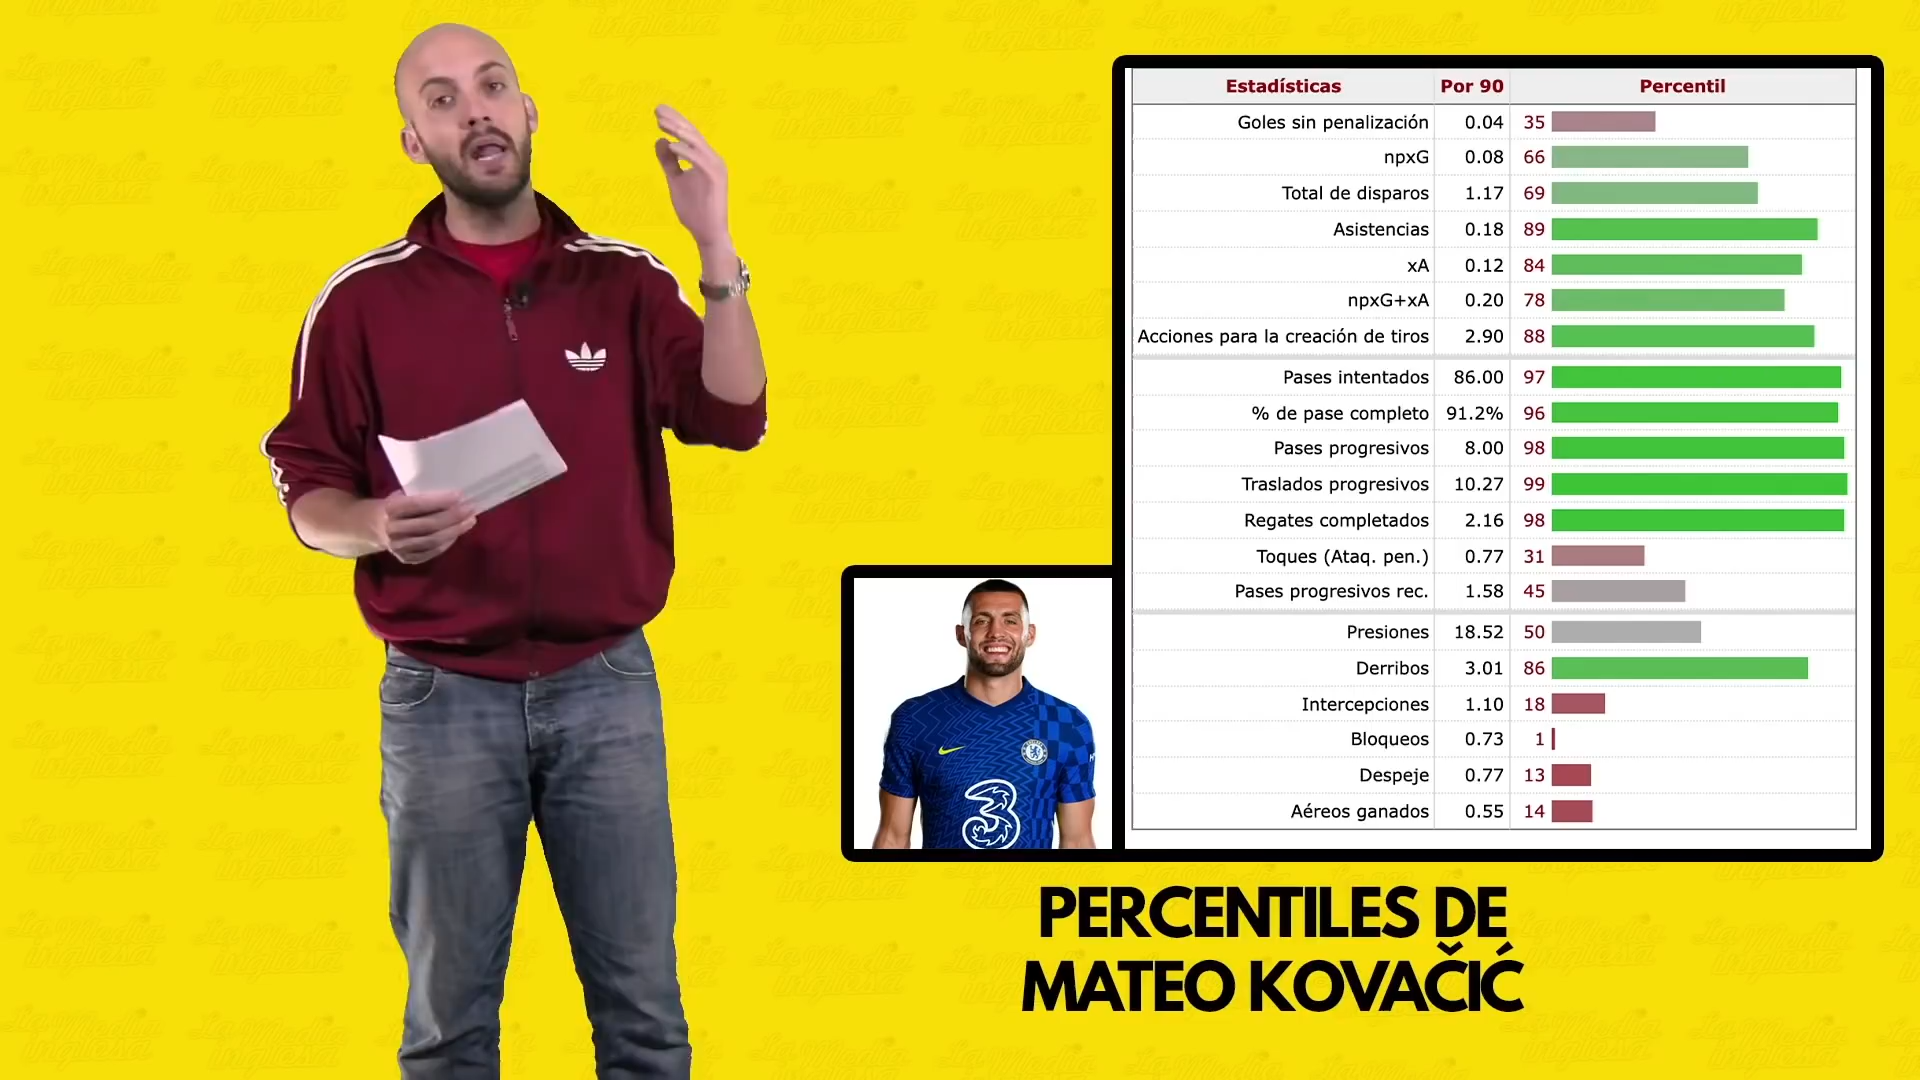 Estadísticas Por 90 Percentil
Goles sin penalización 0.04 35
npxG 0.08 66
Total de disparos 1.17 69
Asistencias 0.18 89
xA 0.12 84
npxG+xA 0.20 78
Acciones para la creación de tiros 2.90 88
Pases intentados 86.00 97
% de pase completo 91.2% 96
Pases progresivos 8.00 98
Traslados progresivos 10.27 99
Regates completados 2.16 98
Toques (Ataq. pen.) 0.77 31
Pases progresivos rec. 1.58 45
Presiones 18.52 50
Derribos 3.01 86
Intercepciones 1.10 18
Bloqueos 0.73 1
Despeje 0.77 13
Aéreos ganados 0.55 14
3
PERCENTILES DE
MATEO KOVAČIĆ
La Media
inglesa